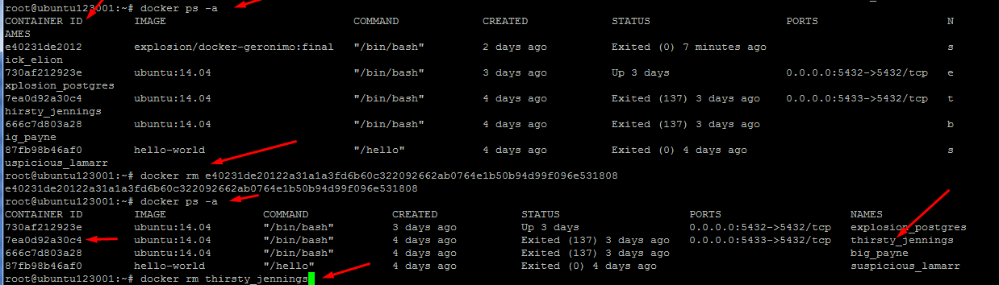 root@ubuntu123001:~# docker ps -a
CONTAINER ID        IMAGE                             COMMAND             CREATED             STATUS                     PORTS                    N
AMES
e40231de2012        explosion/docker-geronimo:final   "/bin/bash"         2 days ago          Exited (0) 7 minutes ago                            s
ick_elion
730af212923e        ubuntu:14.04                      "/bin/bash"         3 days ago          Up 3 days                  0.0.0.0:5432->5432/tcp   e
xplosion_postgres
7ea0d92a30c4        ubuntu:14.04                      "/bin/bash"         4 days ago          Exited (137) 3 days ago    0.0.0.0:5433->5432/tcp   t
hirsty_jennings
666c7d803a28        ubuntu:14.04                      "/bin/bash"         4 days ago          Exited (137) 3 days ago                             b
ig_payne
87fb98b46af0        hello-world                       "/hello"            4 days ago          Exited (0) 4 days ago                               s
uspicious_lamarr
root@ubuntu123001:~# docker rm e40231de20122a31a1a3fd6b60c322092662ab0764e1b50b94d99f096e531808
e40231de20122a31a1a3fd6b60c322092662ab0764e1b50b94d99f096e531808
root@ubuntu123001:~# docker ps -a
CONTAINER ID        IMAGE               COMMAND             CREATED             STATUS                    PORTS                    NAMES
730af212923e        ubuntu:14.04        "/bin/bash"         3 days ago          Up 3 days                 0.0.0.0:5432->5432/tcp   explosion_postgres
7ea0d92a30c4        ubuntu:14.04        "/bin/bash"         4 days ago          Exited (137) 3 days ago   0.0.0.0:5433->5432/tcp   thirsty_jennings
666c7d803a28        ubuntu:14.04        "/bin/bash"         4 days ago          Exited (137) 3 days ago                            big_payne
87fb98b46af0        hello-world         "/hello"            4 days ago          Exited (0) 4 days ago                              suspicious_lamarr
root@ubuntu123001:~# docker rm thirsty_jennings